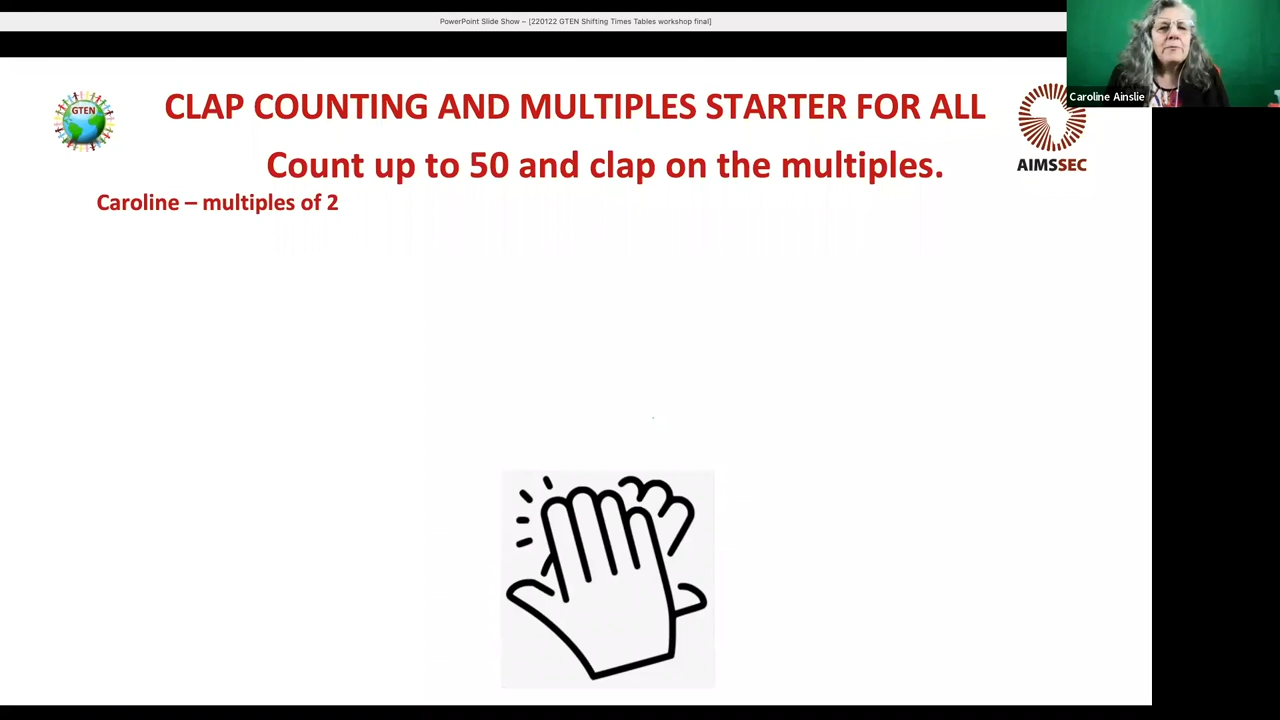 PowerPoint Slide Show – [220122 GTEN Shifting Times Tables workshop final]
Caroline Ainslie
GTEN
CLAP COUNTING AND MULTIPLES STARTER FOR ALL
AIMSSEC
Count up to 50 and clap on the multiples.
Caroline – multiples of 2